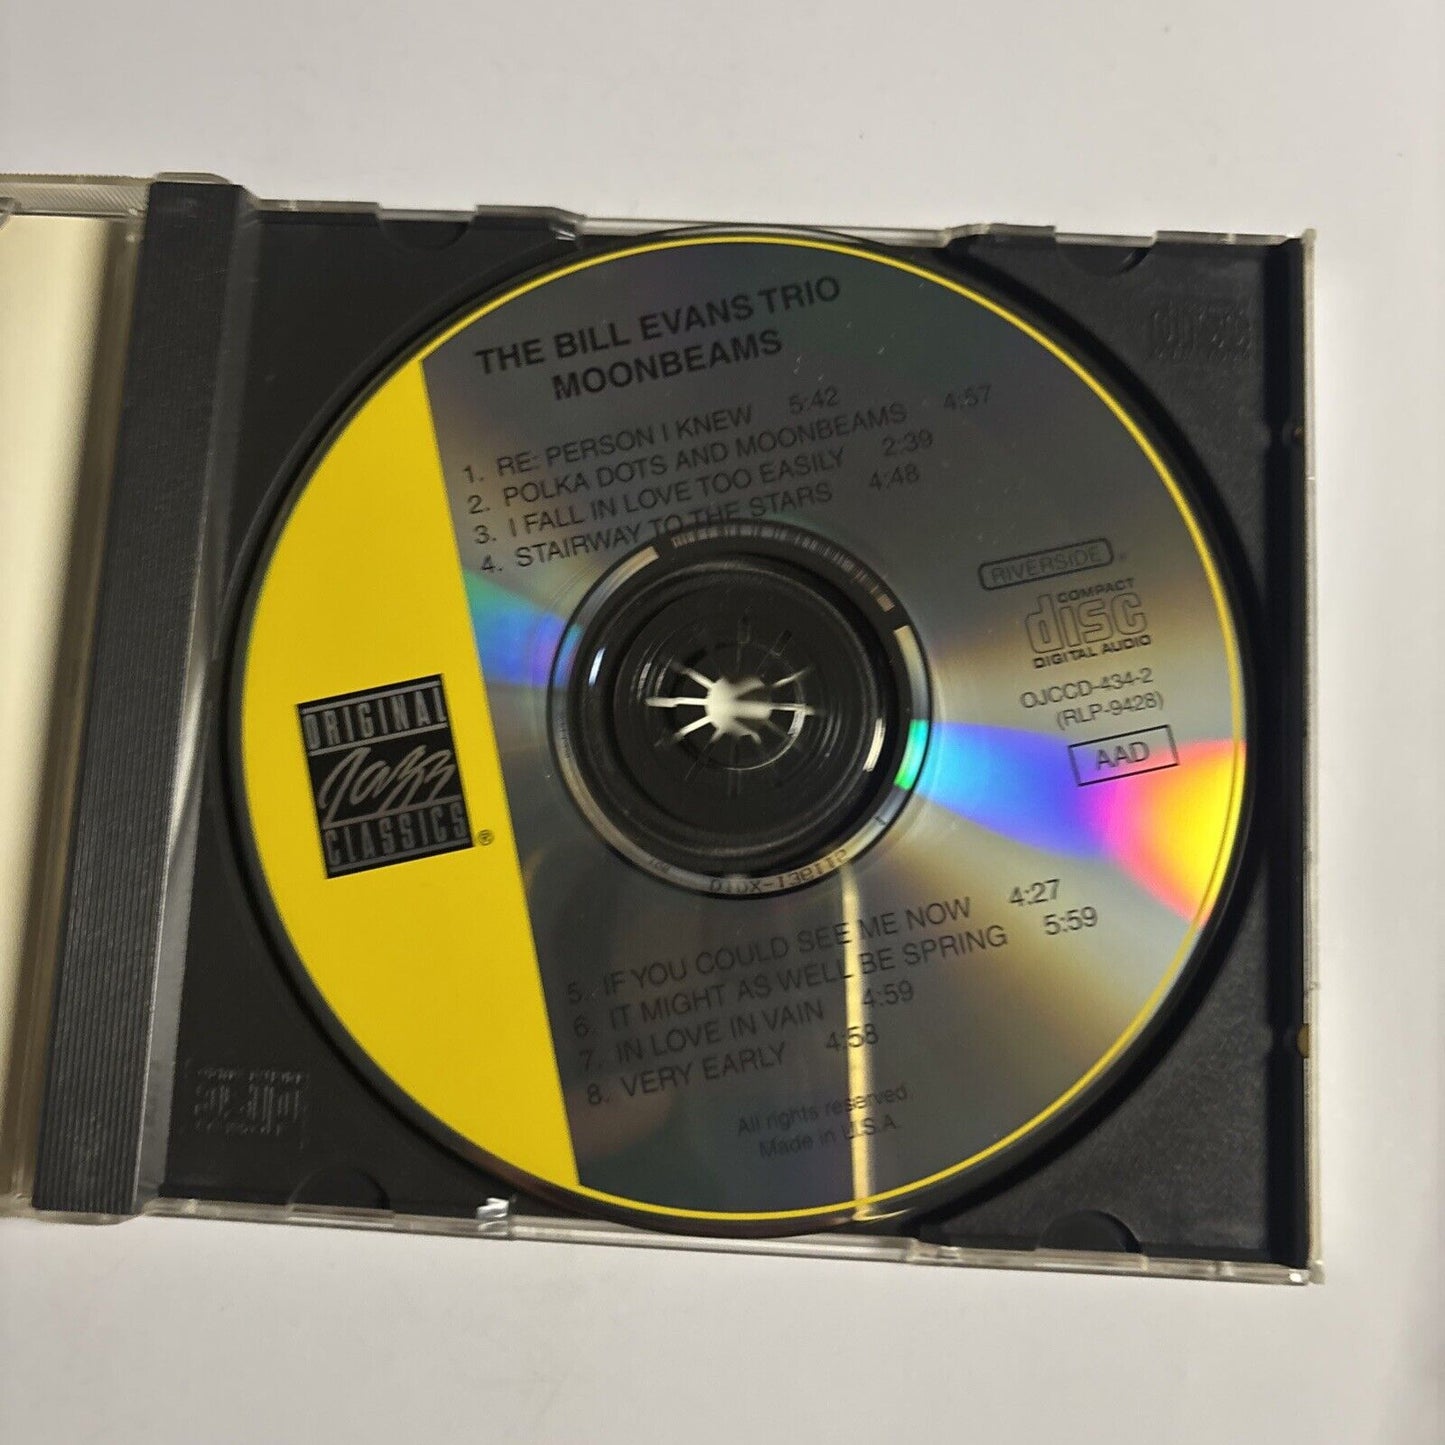 THE BILL EVANS TRIO
MOONBEAMS
1. RE: PERSON I KNEW 5:42
2. POLKA DOTS AND MOONBEAMS 4:57
3. I FALL IN LOVE TOO EASILY 2:39
4. STAIRWAY TO THE STARS 4:48
RIVERSIDE
COMPACT
disc
DIGITAL AUDIO
OJCCD-434-2
(RLP-9428)
AAD
ORIGINAL
Jazz
CLASSICS®
DIDX-130112
5. IF YOU COULD SEE ME NOW 4:27
6. IT MIGHT AS WELL BE SPRING 5:59
7. IN LOVE IN VAIN 4:59
8. VERY EARLY 4:58
All rights reserved.
Made in U.S.A.